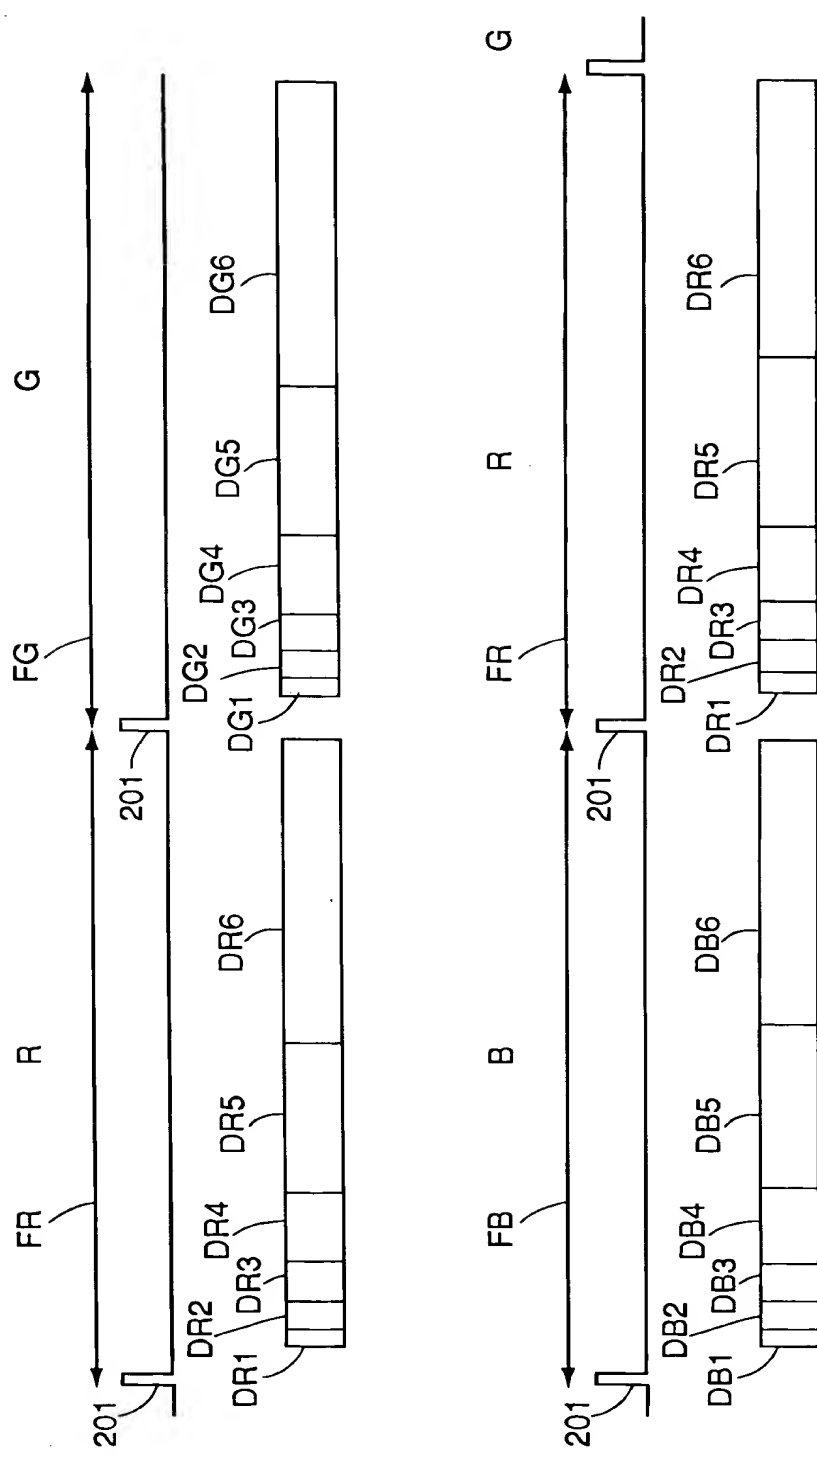 R G
FR FG
201 201
DR1 DR2 DR3 DR4 DR5 DR6 DG1 DG2 DG3 DG4 DG5 DG6
B R G
FB FR
201 201
DB1 DB2 DB3 DB4 DB5 DB6 DR1 DR2 DR3 DR4 DR5 DR6